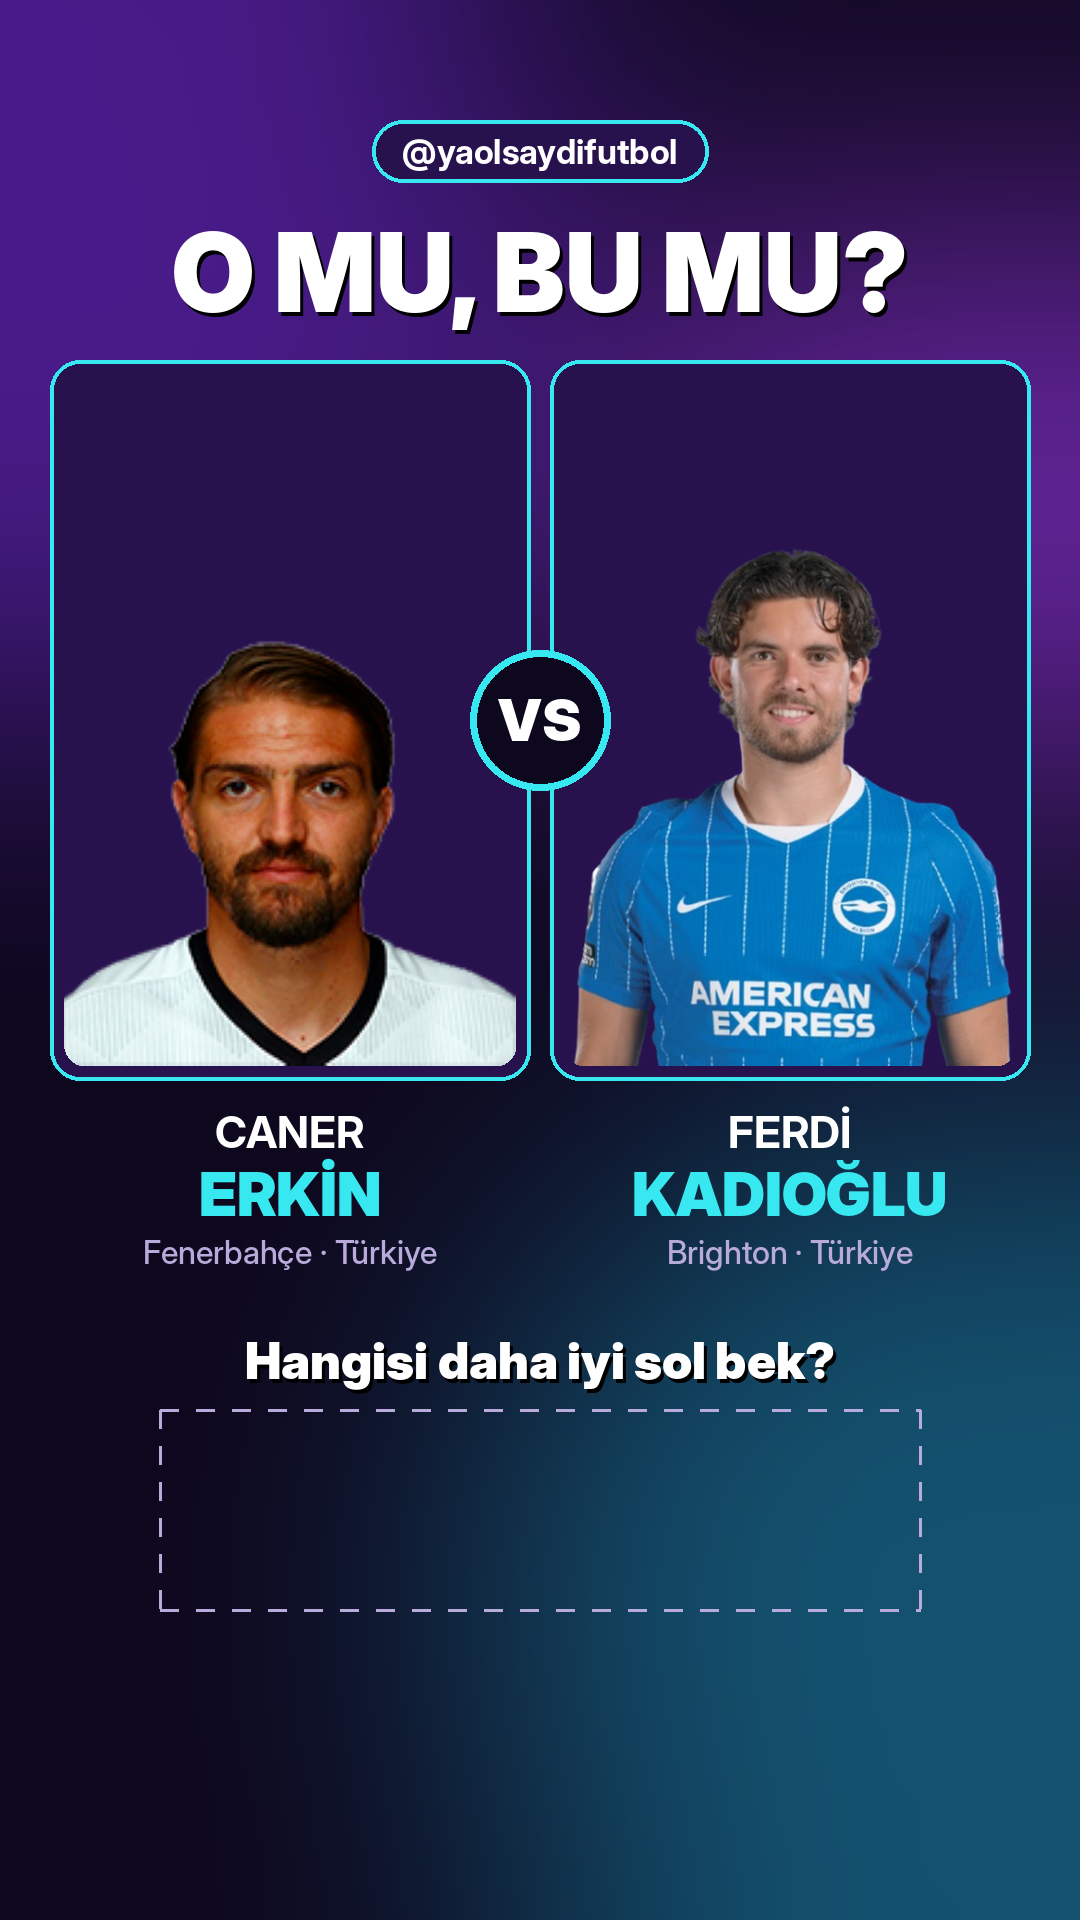 @yaolsaydifutbol
O MU, BU MU?
VS
AMERICAN
EXPRESS
CANER
ERKİN
Fenerbahçe · Türkiye
FERDİ
KADIOĞLU
Brighton · Türkiye
Hangisi daha iyi sol bek?